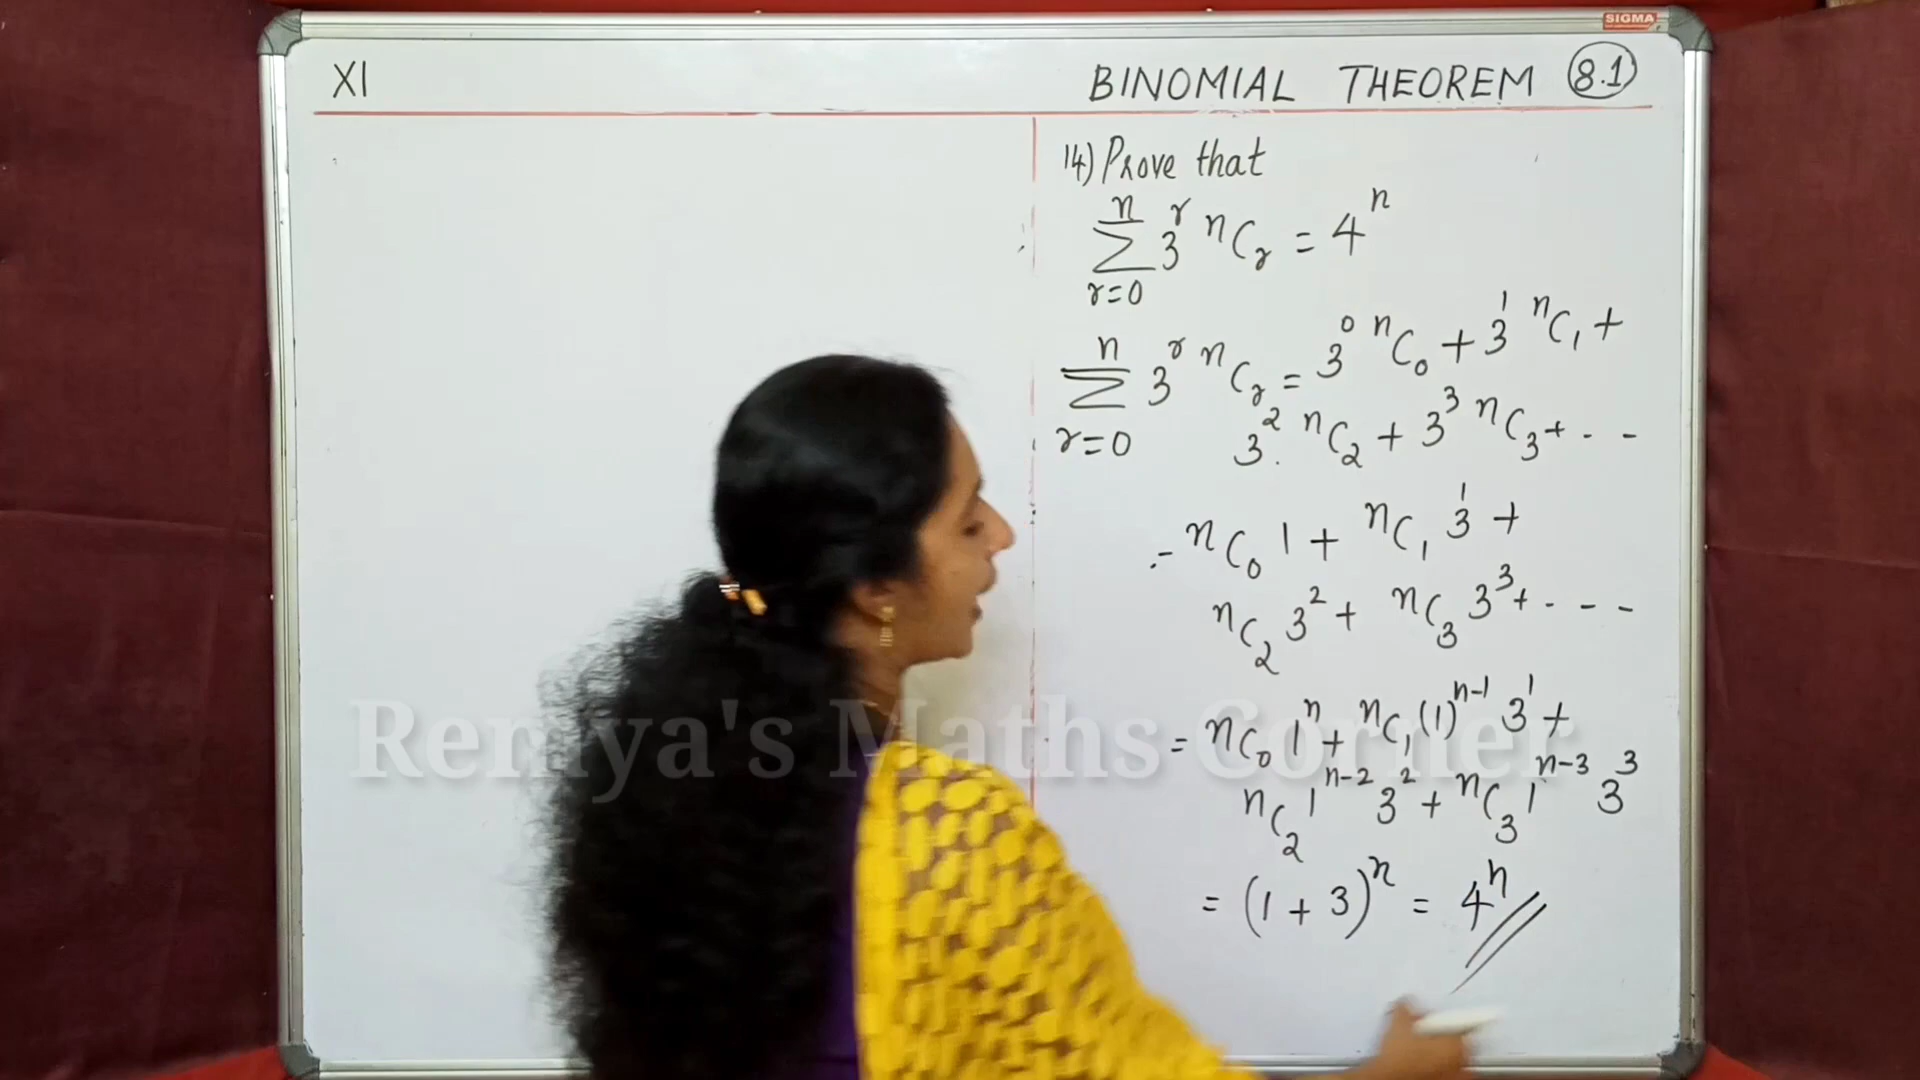 SIGMA
XI
BINOMIAL THEOREM 8.1
14) Prove that
n∑r=0 3^r nCr = 4^n
n∑r=0 3^r nCr = 3^0 nC0 + 3^1 nC1 +
3^2. nC2 + 3^3 nC3 + - -
= nC0 1 + nC1 3^1 +
nC2 3^2 + nC3 3^3 + - - -
= nC0 1^n + nC1 (1)^n-1 3^1 +
nC2 1^n-2 3^2 + nC3 1^n-3 3^3
= (1 + 3)^n = 4^n
Remya's Maths Corner